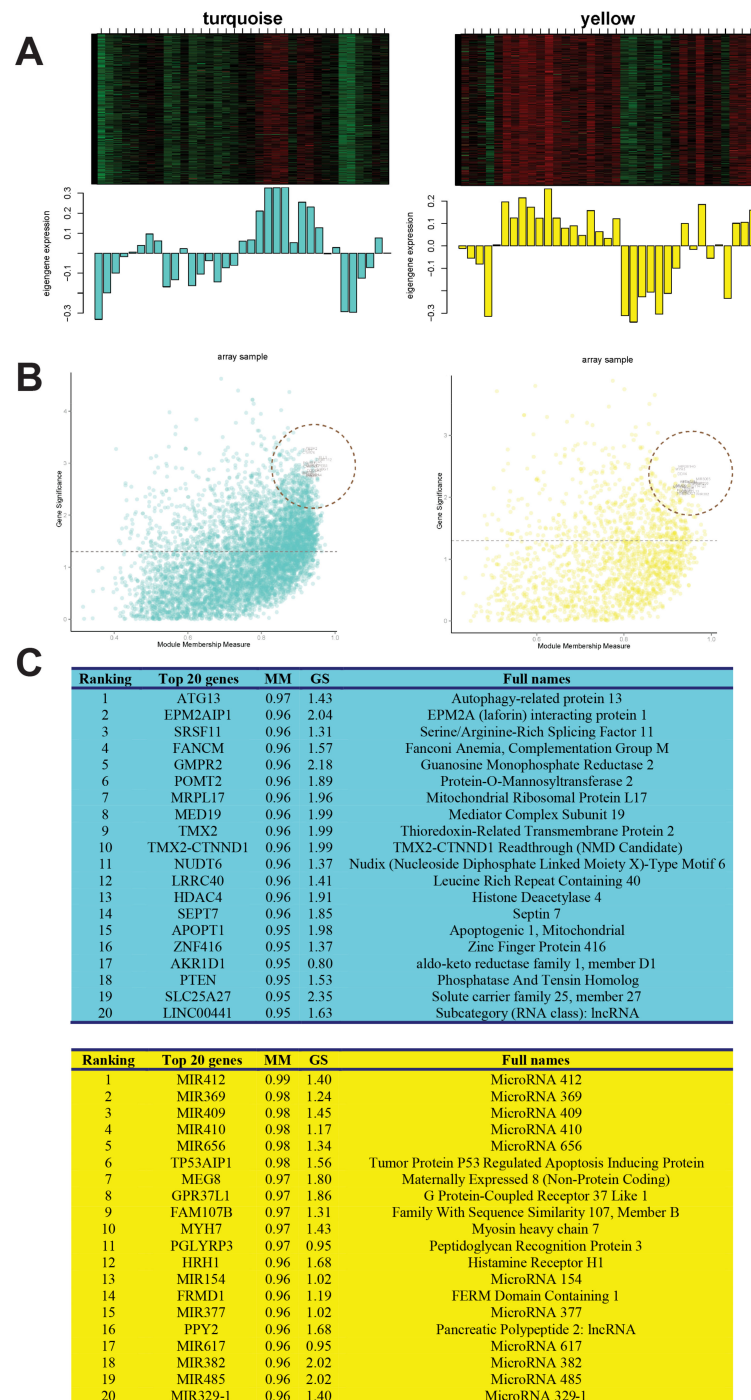 turquoise
yellow
A
eigengene expression
0.3
0.1
−0.1
−0.3
array sample
eigengene expression
0.2
0.1
0.0
−0.1
−0.3
array sample
B
Gene Significance
4
3
2
1
0
0.4
0.6
0.8
1.0
Module Membership Measure
Gene Significance
3
2
1
0
0.6
0.8
1.0
Module Membership Measure
C
Ranking Top 20 genes MM GS Full names
1 ATG13 0.97 1.43 Autophagy-related protein 13
2 EPM2AIP1 0.96 2.04 EPM2A (laforin) interacting protein 1
3 SRSF11 0.96 1.31 Serine/Arginine-Rich Splicing Factor 11
4 FANCM 0.96 1.57 Fanconi Anemia, Complementation Group M
5 GMPR2 0.96 2.18 Guanosine Monophosphate Reductase 2
6 POMT2 0.96 1.89 Protein-O-Mannosyltransferase 2
7 MRPL17 0.96 1.96 Mitochondrial Ribosomal Protein L17
8 MED19 0.96 1.99 Mediator Complex Subunit 19
9 TMX2 0.96 1.99 Thioredoxin-Related Transmembrane Protein 2
10 TMX2-CTNND1 0.96 1.99 TMX2-CTNND1 Readthrough (NMD Candidate)
11 NUDT6 0.96 1.37 Nudix (Nucleoside Diphosphate Linked Moiety X)-Type Motif 6
12 LRRC40 0.96 1.41 Leucine Rich Repeat Containing 40
13 HDAC4 0.96 1.91 Histone Deacetylase 4
14 SEPT7 0.96 1.85 Septin 7
15 APOPT1 0.95 1.98 Apoptogenic 1, Mitochondrial
16 ZNF416 0.95 1.37 Zinc Finger Protein 416
17 AKR1D1 0.95 0.80 aldo-keto reductase family 1, member D1
18 PTEN 0.95 1.53 Phosphatase And Tensin Homolog
19 SLC25A27 0.95 2.35 Solute carrier family 25, member 27
20 LINC00441 0.95 1.63 Subcategory (RNA class): lncRNA
Ranking Top 20 genes MM GS Full names
1 MIR412 0.99 1.40 MicroRNA 412
2 MIR369 0.98 1.24 MicroRNA 369
3 MIR409 0.98 1.45 MicroRNA 409
4 MIR410 0.98 1.17 MicroRNA 410
5 MIR656 0.98 1.34 MicroRNA 656
6 TP53AIP1 0.98 1.56 Tumor Protein P53 Regulated Apoptosis Inducing Protein
7 MEG8 0.97 1.80 Maternally Expressed 8 (Non-Protein Coding)
8 GPR37L1 0.97 1.86 G Protein-Coupled Receptor 37 Like 1
9 FAM107B 0.97 1.31 Family With Sequence Similarity 107, Member B
10 MYH7 0.97 1.43 Myosin heavy chain 7
11 PGLYRP3 0.97 0.95 Peptidoglycan Recognition Protein 3
12 HRH1 0.96 1.68 Histamine Receptor H1
13 MIR154 0.96 1.02 MicroRNA 154
14 FRMD1 0.96 1.19 FERM Domain Containing 1
15 MIR377 0.96 1.02 MicroRNA 377
16 PPY2 0.96 1.68 Pancreatic Polypeptide 2: lncRNA
17 MIR617 0.96 0.95 MicroRNA 617
18 MIR382 0.96 2.02 MicroRNA 382
19 MIR485 0.96 2.02 MicroRNA 485
20 MIR329-1 0.96 1.40 MicroRNA 329-1